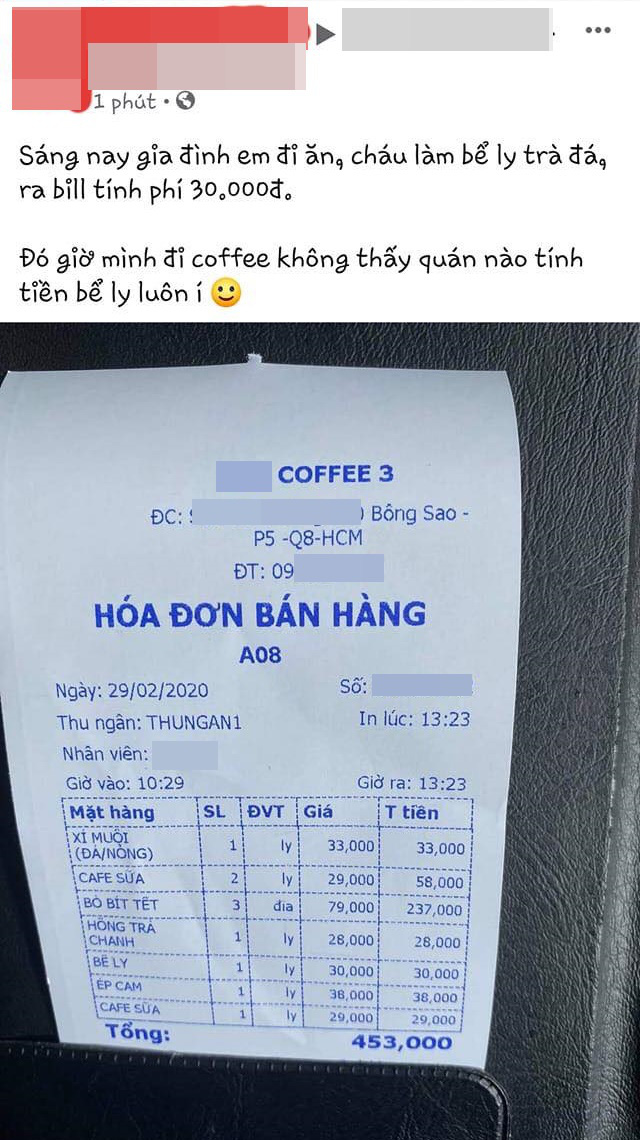 1 phút
Sáng nay gia đình em đi ăn, cháu làm bể ly trà đá,
ra bill tính phí 30.000đ.
Đó giờ mình đi coffee không thấy quán nào tính
tiền bể ly luôn í 🙂
COFFEE 3
ĐC: ) Bông Sao -
P5 -Q8-HCM
ĐT: 09
HÓA ĐƠN BÁN HÀNG
A08
Ngày: 29/02/2020 Số:
Thu ngân: THUNGAN1 In lúc: 13:23
Nhân viên:
Giờ vào: 10:29 Giờ ra: 13:23
Mặt hàng SL ĐVT Giá T tiền
XÍ MUỘI
(ĐÁ/NÓNG) 1 ly 33,000 33,000
CAFE SỮA 2 ly 29,000 58,000
BÒ BÍT TẾT 3 dĩa 79,000 237,000
HỒNG TRÀ
CHANH 1 ly 28,000 28,000
BỂ LY 1 ly 30,000 30,000
ÉP CAM 1 ly 38,000 38,000
CAFE SỮA 1 ly 29,000 29,000
Tổng: 453,000